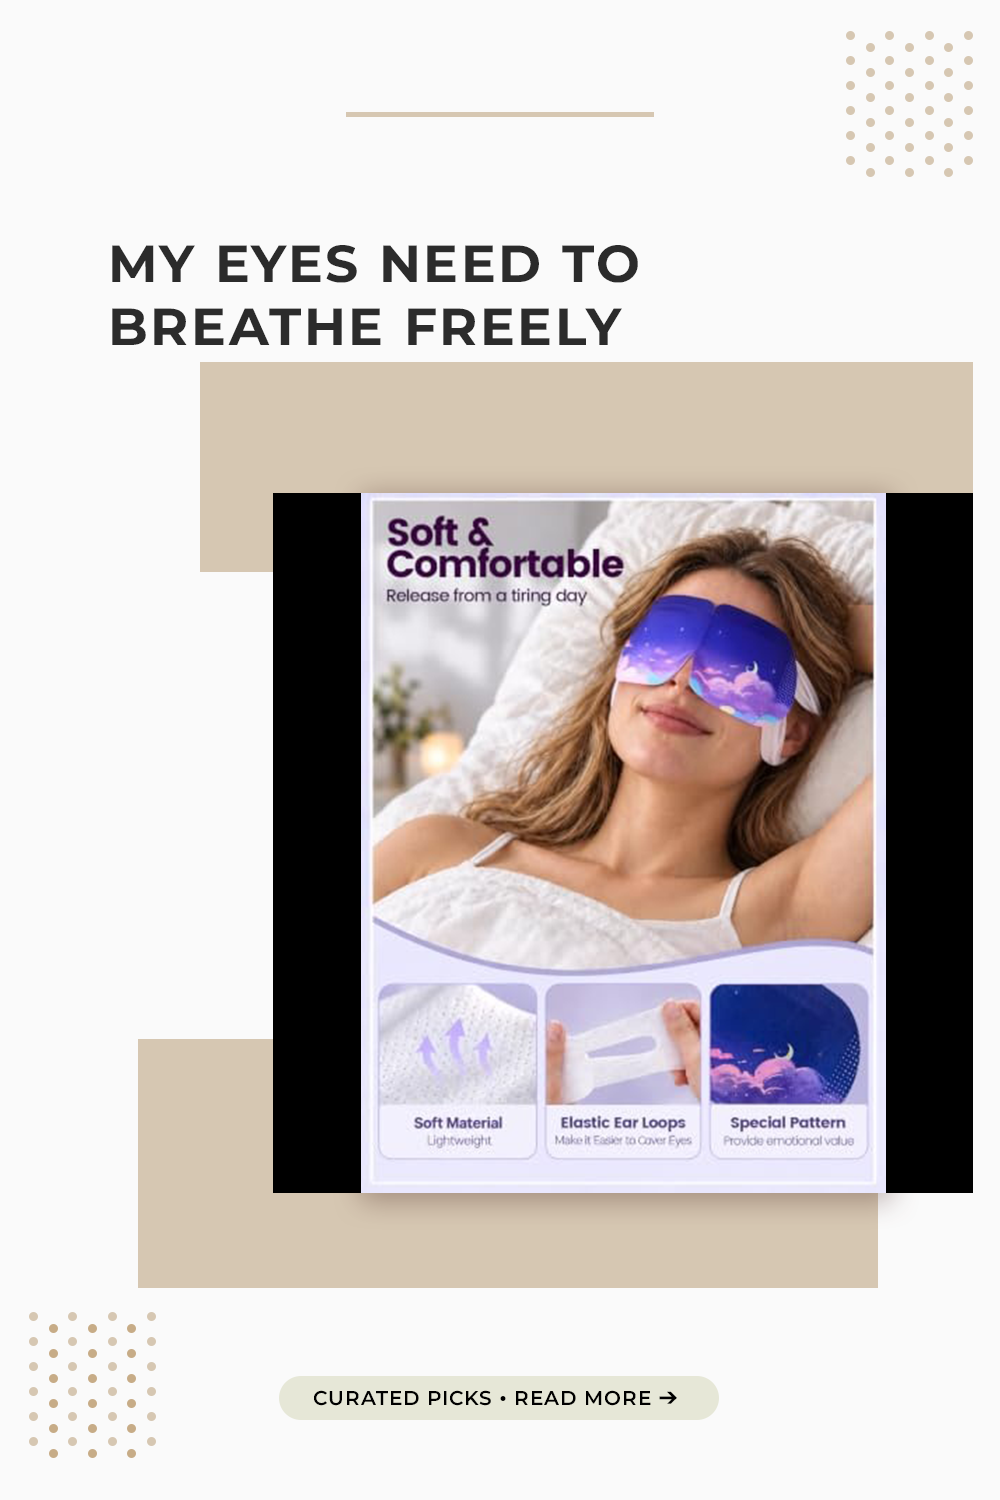 MY EYES NEED TO
BREATHE FREELY
Soft &
Comfortable
Release from a tiring day
Soft Material
Lightweight
Elastic Ear Loops
Make it Easier to Cover Eyes
Special Pattern
Provide emotional value
CURATED PICKS • READ MORE ➔